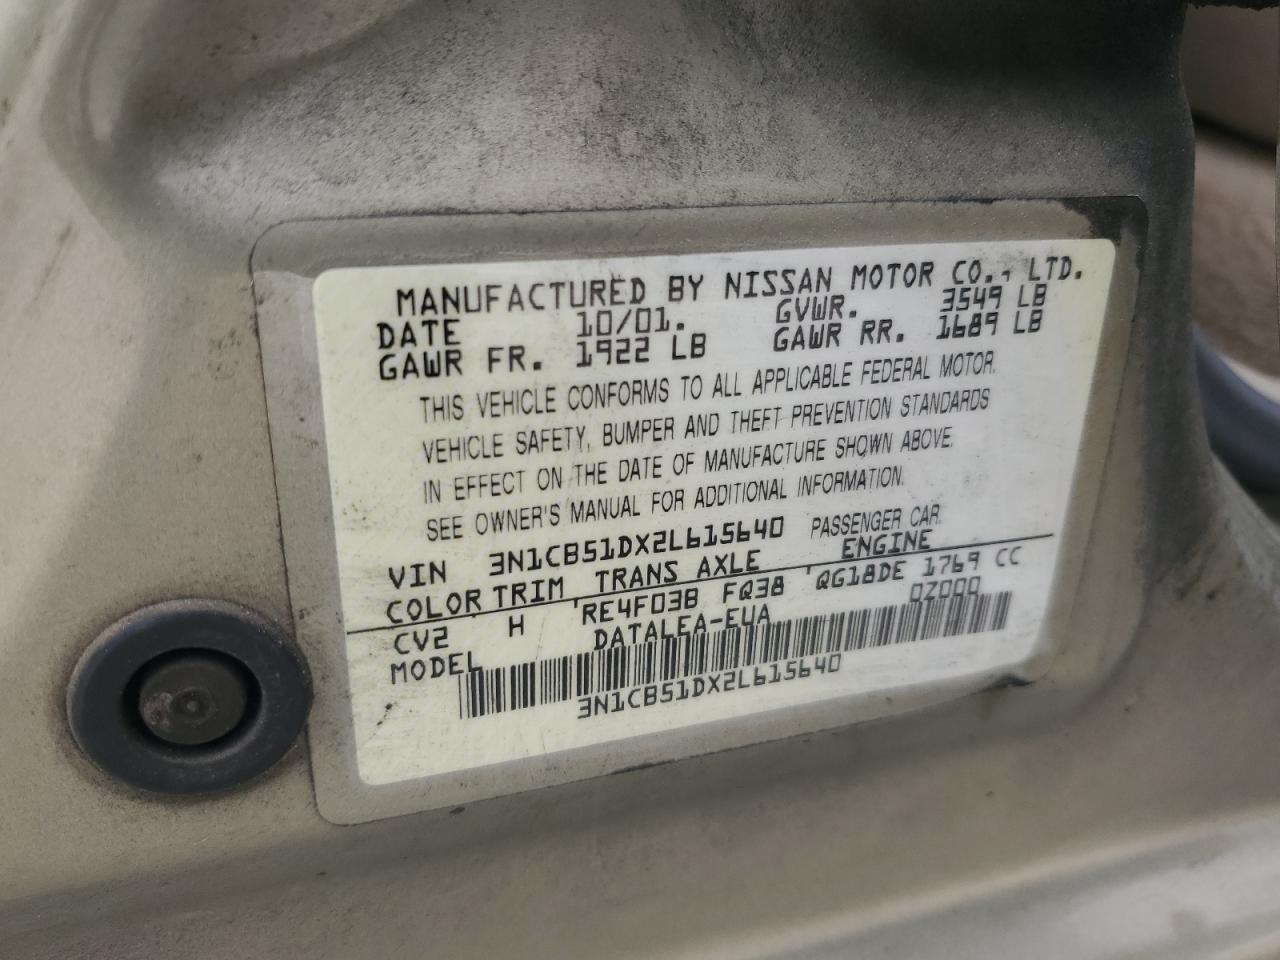 MANUFACTURED BY NISSAN MOTOR CO., LTD.
DATE 10/01. GVWR. 3549 LB
GAWR FR. 1922 LB GAWR RR. 1689 LB
THIS VEHICLE CONFORMS TO ALL APPLICABLE FEDERAL MOTOR
VEHICLE SAFETY, BUMPER AND THEFT PREVENTION STANDARDS
IN EFFECT ON THE DATE OF MANUFACTURE SHOWN ABOVE.
SEE OWNER'S MANUAL FOR ADDITIONAL INFORMATION.
VIN 3N1CB51DX2L615640 PASSENGER CAR.
COLOR TRIM TRANS AXLE ENGINE
CV2 H RE4F03B FQ38 QG18DE 1769 CC
MODEL DATALEA-EUA 0Z000
3N1CB51DX2L615640